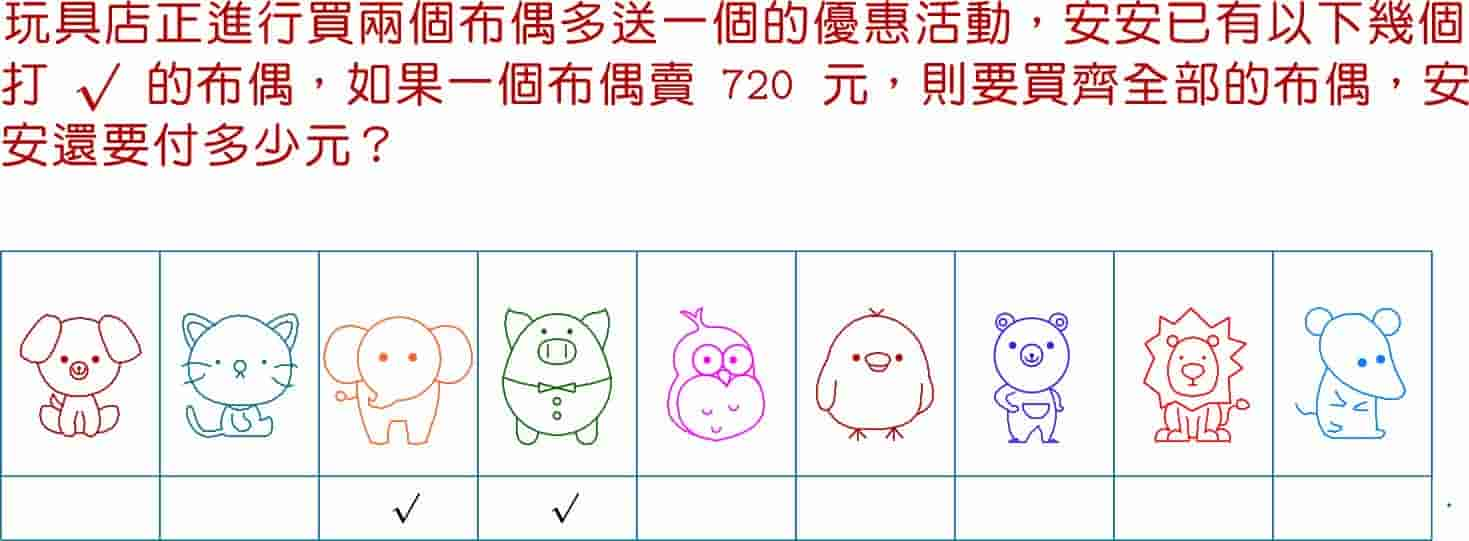 玩具店正進行買兩個布偶多送一個的優惠活動，安安已有以下幾個
打 √ 的布偶，如果一個布偶賣 720 元，則要買齊全部的布偶，安
安還要付多少元？
√ √